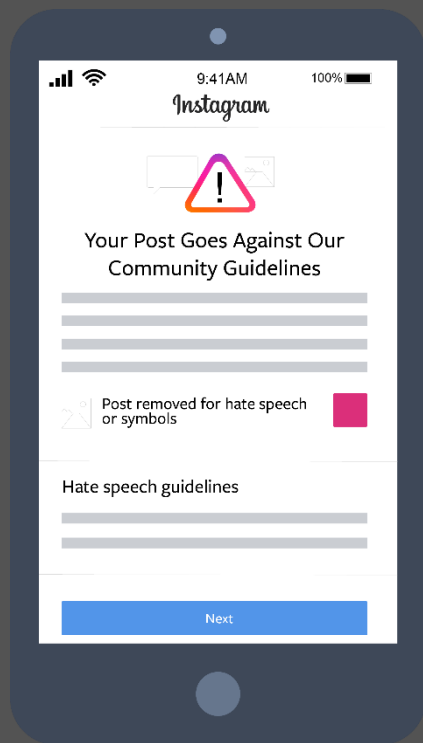 9:41AM 100%
Instagram
!
Your Post Goes Against Our
Community Guidelines
Post removed for hate speech
or symbols
Hate speech guidelines
Next